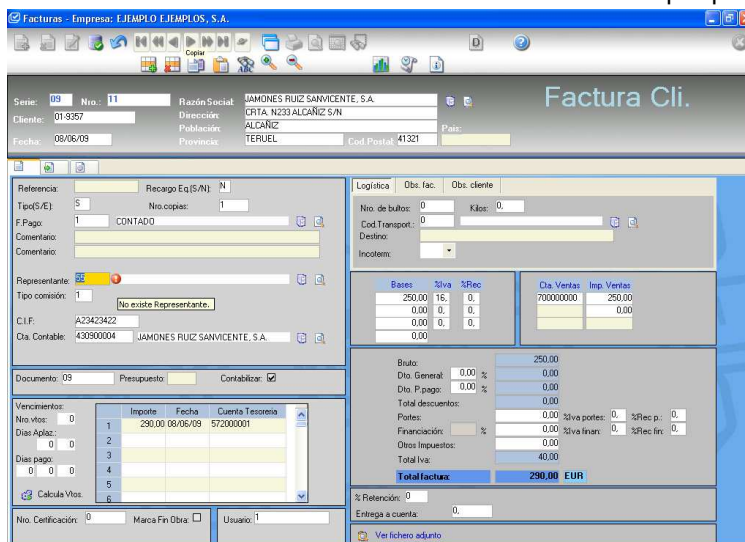 Facturas - Empresa: EJEMPLO EJEMPLOS, S.A.
Copiar
Factura Cli.
Serie: 09 Nro.: 11 Razón Social: JAMONES RUIZ SANVICENTE, S.A.
Cliente: 01-9357 Dirección: CRTA. N233 ALCAÑIZ S/N
Población: ALCAÑIZ País:
Fecha: 08/06/09 Provincia: TERUEL Cod Postal: 41321
Referencia: Recargo Eq.(S/N): N
Tipo(S/E): S Nro.copias: 1
F.Pago: 1 CONTADO
Comentario:
Comentario:
Representante: 55
No existe Representante.
Tipo comisión: 1
C.I.F: A23423422
Cta. Contable: 430900004 JAMONES RUIZ SANVICENTE, S.A.
Logística Obs. fac. Obs. cliente
Nro. de bultos: 0 Kilos: 0,
Cod.Transport.: 0
Destino:
Incoterm:
Bases %Iva %Rec
250,00 16, 0,
0,00 0, 0,
0,00 0, 0,
0,00
Cta. Ventas Imp. Ventas
700000000 250,00
0,00
Documento: 09 Presupuesto: Contabilizar:
Vencimientos:
Nro.vtos: 0
Dias Aplaz.:
0 0
Dias pago:
0 0 0
Calcula Vtos.
Importe Fecha Cuenta Tesoreria
1 290,00 08/06/09 572000001
2
3
4
5
6
Bruto: 250,00
Dto. General: 0,00 % 0,00
Dto. P.pago: 0,00 % 0,00
Total descuentos: 0,00
Portes: 0,00 %Iva portes: 0, %Rec p.: 0,
Financiación: % 0,00 %Iva finan: 0, %Rec fin: 0,
Otros Impuestos: 0,00
Total Iva: 40,00
Total factura: 290,00 EUR
% Retención: 0
Entrega a cuenta: 0,
Nro. Certificación: 0 Marca Fin Obra: Usuario: 1
Ver fichero adjunto